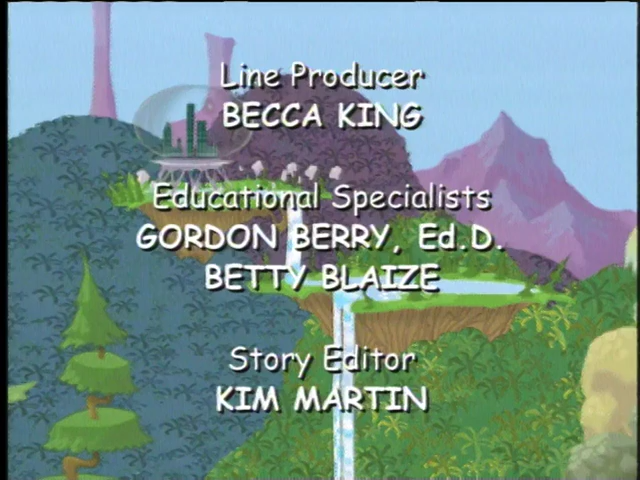 Line Producer
BECCA KING
Educational Specialists
GORDON BERRY, Ed.D.
BETTY BLAIZE
Story Editor
KIM MARTIN